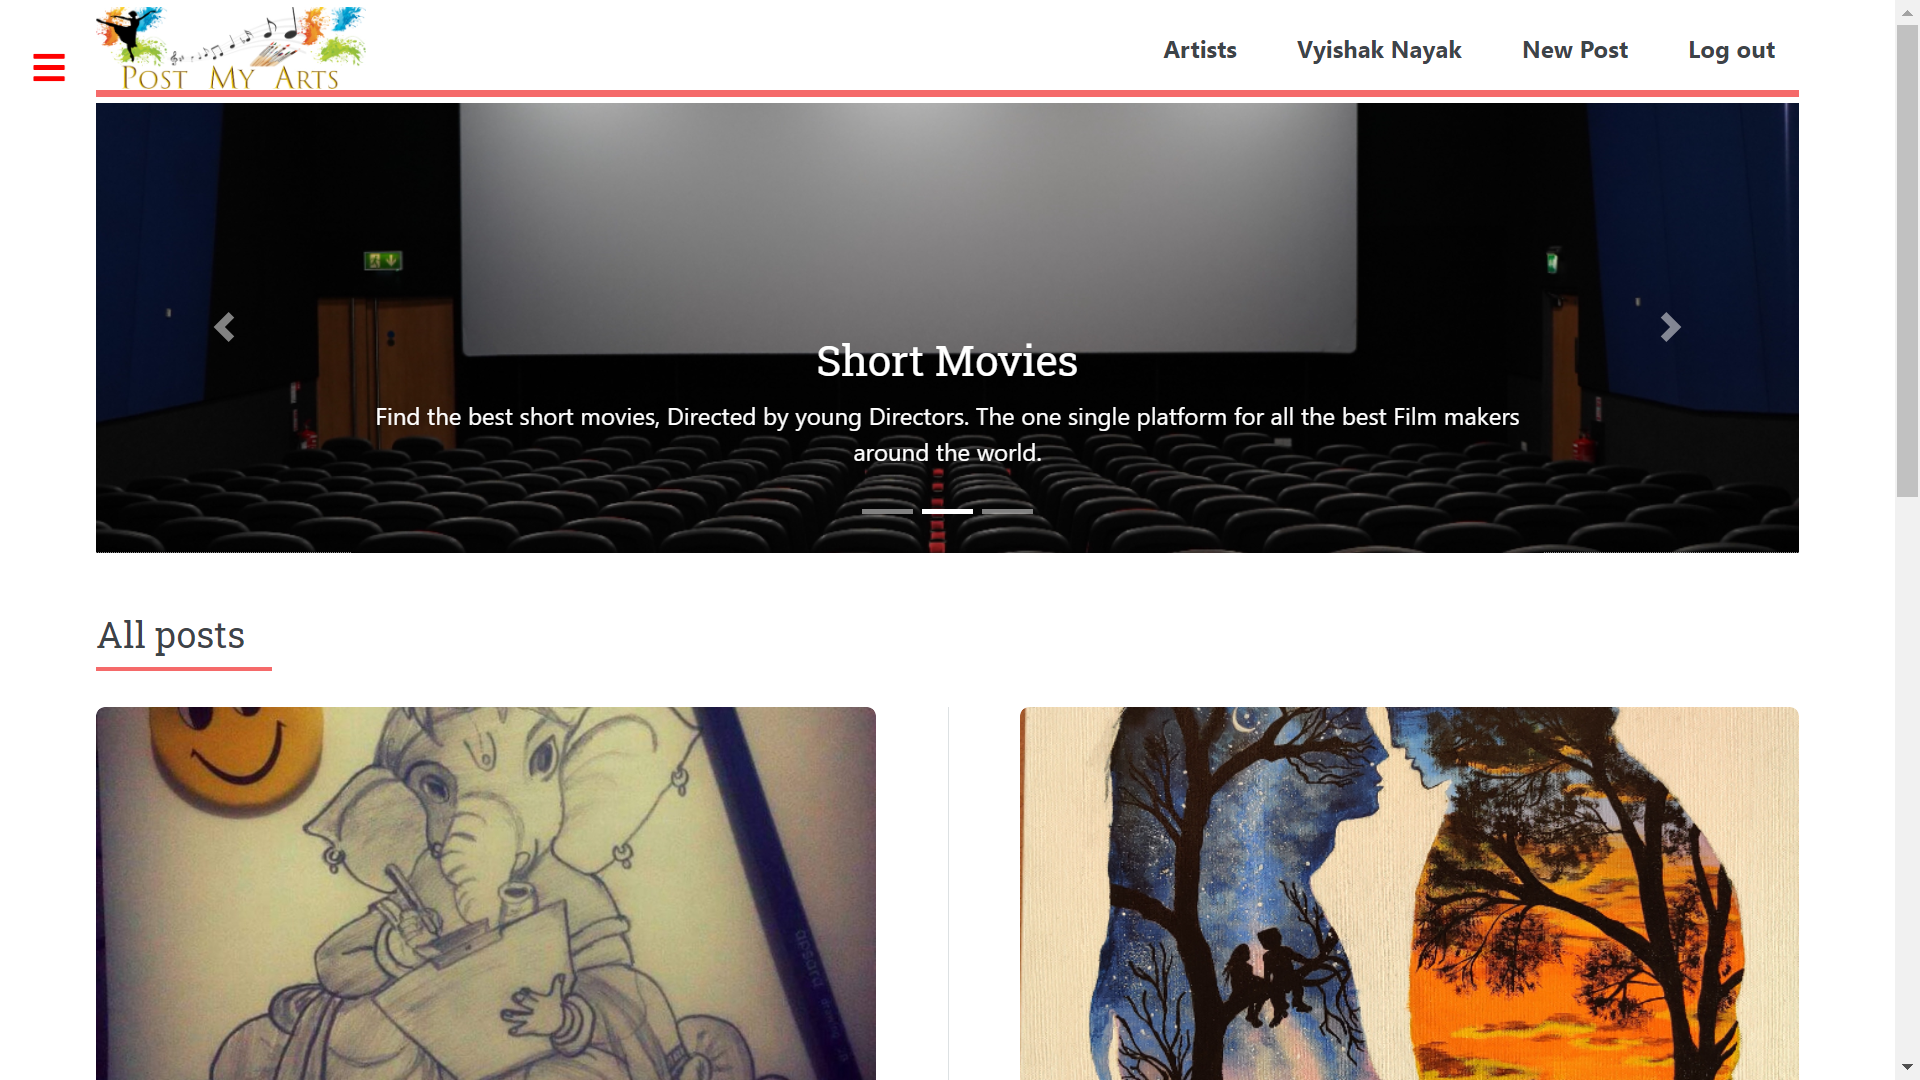 Post My Arts
Artists
Vyishak Nayak
New Post
Log out
Short Movies
Find the best short movies, Directed by young Directors. The one single platform for all the best Film makers
around the world.
All posts
apsara